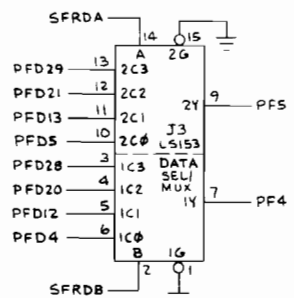 SFRDA
14 15
A 2G
PFD29 13 2C3
PFD21 12 2C2
PFD13 11 2C1 2Y 9 PF5
PFD5 10 2CØ J3
LS153
PFD28 3 1C3 DATA
PFD20 4 1C2 SEL/
MUX
PFD12 5 1C1 1Y 7 PF4
PFD4 6 1CØ
B 1G
2 1
SFRDB